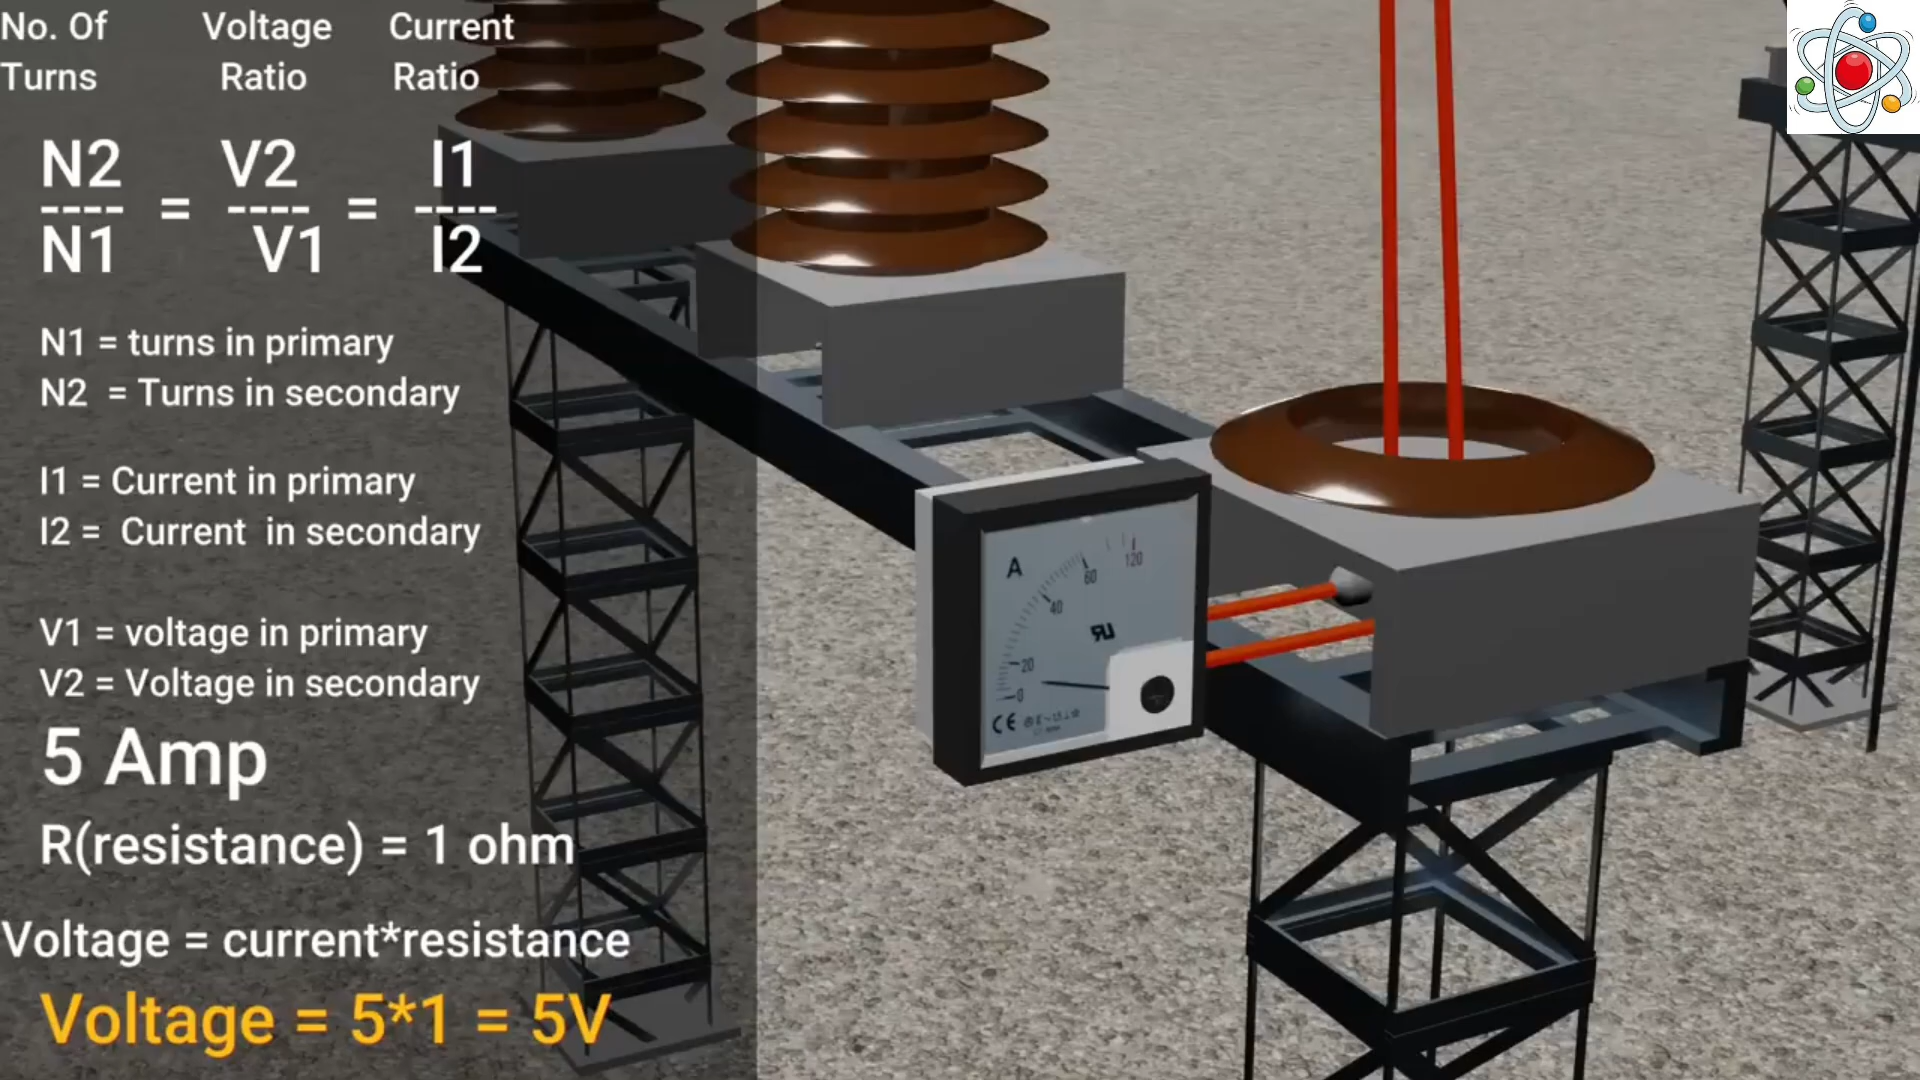 No. Of Voltage Current
Turns Ratio Ratio
N2 V2 I1
---- = ---- = ----
N1 V1 I2
N1 = turns in primary
N2 = Turns in secondary
I1 = Current in primary
I2 = Current in secondary
V1 = voltage in primary
V2 = Voltage in secondary
5 Amp
R(resistance) = 1 ohm
Voltage = current*resistance
Voltage = 5*1 = 5V
A
120
60
40
20
0
CE